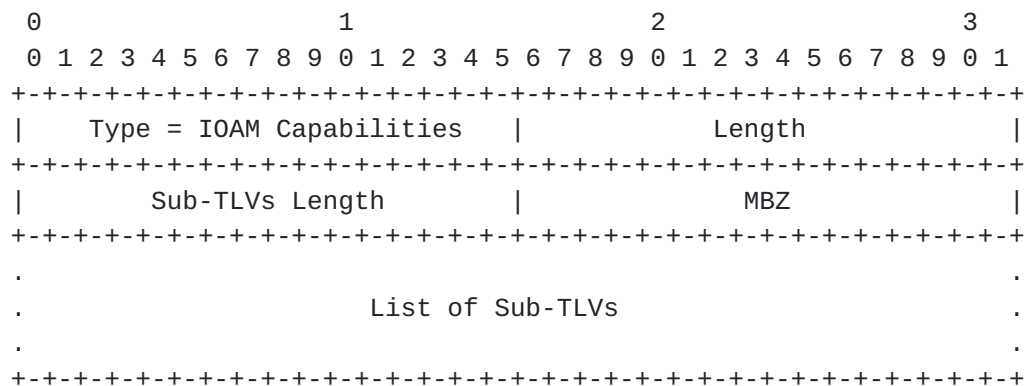 0                   1                   2                   3
 0 1 2 3 4 5 6 7 8 9 0 1 2 3 4 5 6 7 8 9 0 1 2 3 4 5 6 7 8 9 0 1
+-+-+-+-+-+-+-+-+-+-+-+-+-+-+-+-+-+-+-+-+-+-+-+-+-+-+-+-+-+-+-+-+
|    Type = IOAM Capabilities   |            Length             |
+-+-+-+-+-+-+-+-+-+-+-+-+-+-+-+-+-+-+-+-+-+-+-+-+-+-+-+-+-+-+-+-+
|        Sub-TLVs Length        |              MBZ              |
+-+-+-+-+-+-+-+-+-+-+-+-+-+-+-+-+-+-+-+-+-+-+-+-+-+-+-+-+-+-+-+-+
.                                                               .
.                      List of Sub-TLVs                         .
.                                                               .
+-+-+-+-+-+-+-+-+-+-+-+-+-+-+-+-+-+-+-+-+-+-+-+-+-+-+-+-+-+-+-+-+